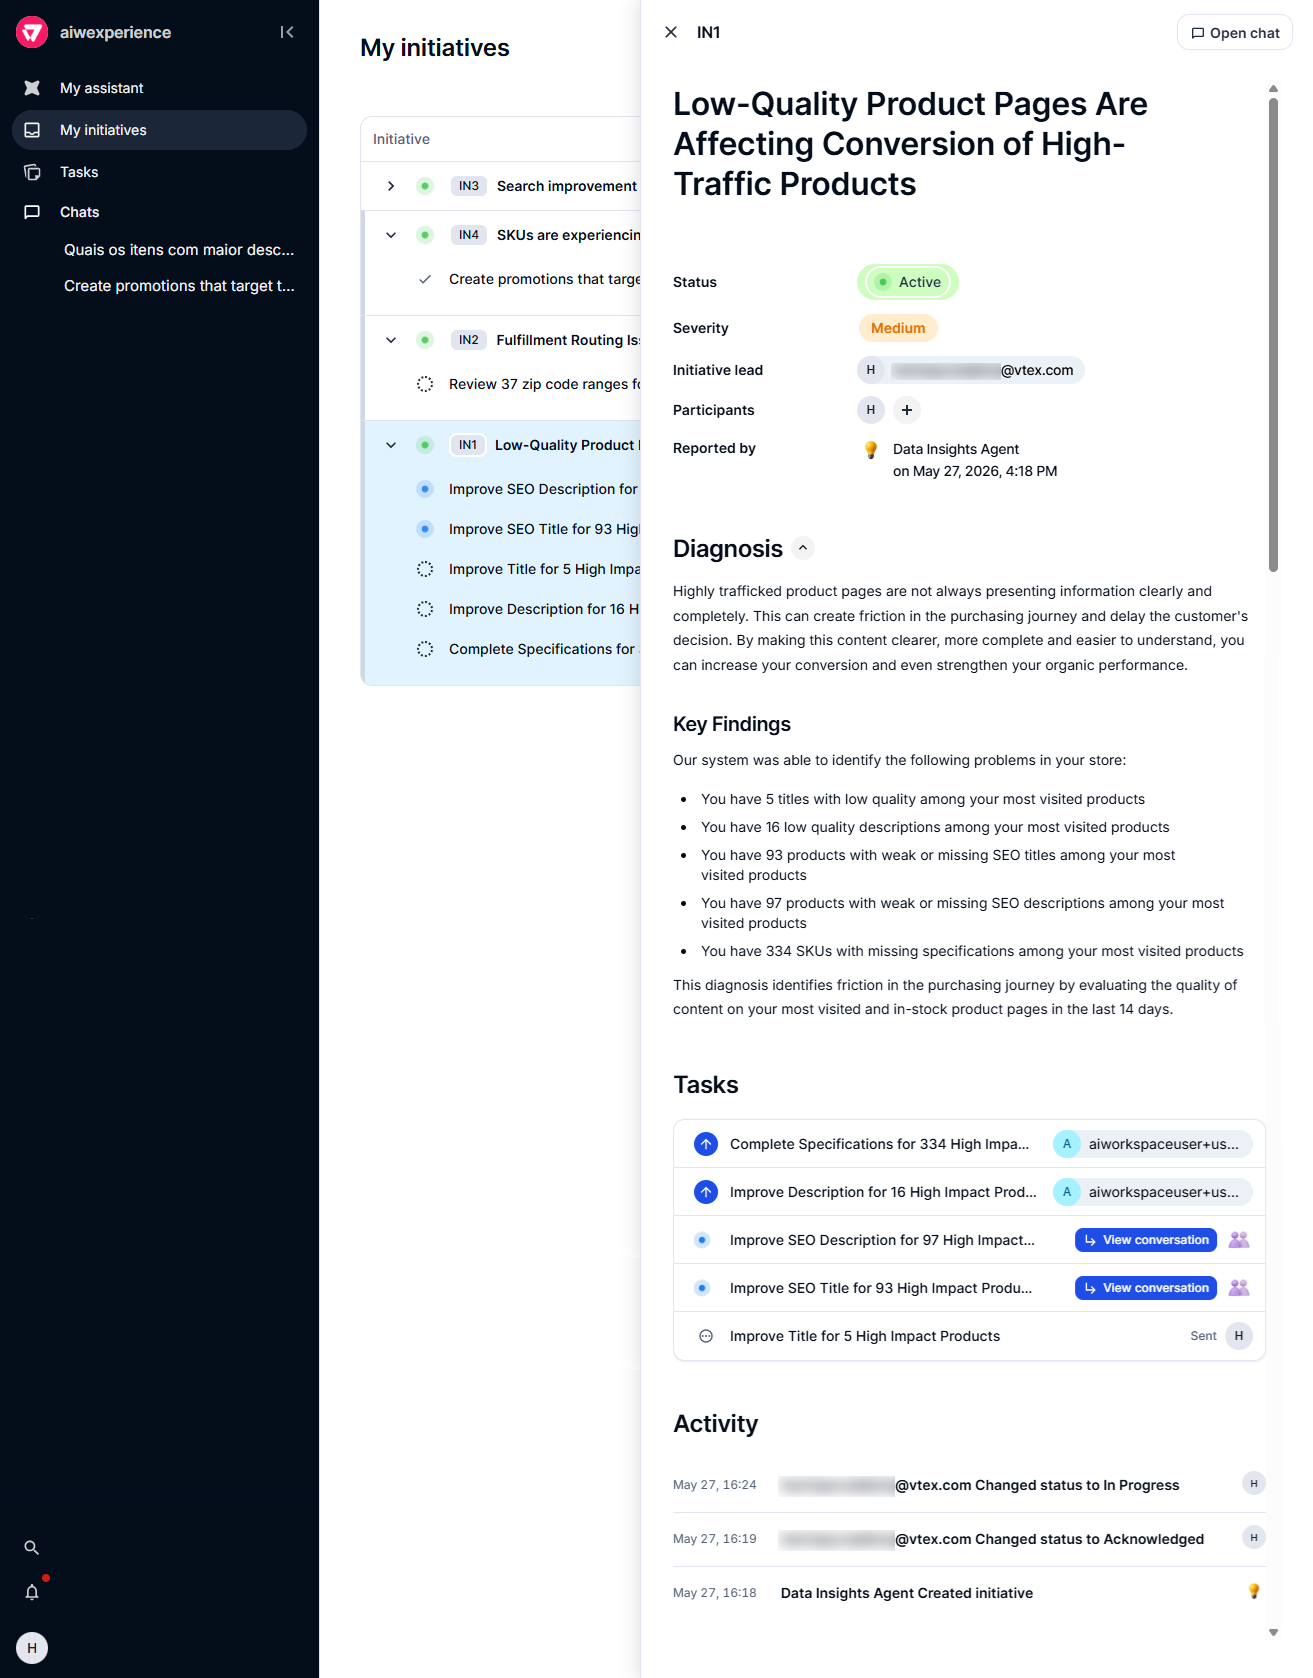 aiwexperience
My assistant
My initiatives
Tasks
Chats
Quais os itens com maior desc...
Create promotions that target t...
H
My initiatives
Initiative
IN3 Search improvement
IN4 SKUs are experiencin
Create promotions that targe
IN2 Fulfillment Routing Is
Review 37 zip code ranges fo
IN1 Low-Quality Product
Improve SEO Description for
Improve SEO Title for 93 Hig
Improve Title for 5 High Impa
Improve Description for 16 H
Complete Specifications for
IN1
Open chat
Low-Quality Product Pages Are
Affecting Conversion of High-
Traffic Products
Status Active
Severity Medium
Initiative lead H @vtex.com
Participants H +
Reported by Data Insights Agent
on May 27, 2026, 4:18 PM
Diagnosis
Highly trafficked product pages are not always presenting information clearly and
completely. This can create friction in the purchasing journey and delay the customer's
decision. By making this content clearer, more complete and easier to understand, you
can increase your conversion and even strengthen your organic performance.
Key Findings
Our system was able to identify the following problems in your store:
• You have 5 titles with low quality among your most visited products
• You have 16 low quality descriptions among your most visited products
• You have 93 products with weak or missing SEO titles among your most
visited products
• You have 97 products with weak or missing SEO descriptions among your most
visited products
• You have 334 SKUs with missing specifications among your most visited products
This diagnosis identifies friction in the purchasing journey by evaluating the quality of
content on your most visited and in-stock product pages in the last 14 days.
Tasks
Complete Specifications for 334 High Impa... A aiworkspaceuser+us...
Improve Description for 16 High Impact Prod... A aiworkspaceuser+us...
Improve SEO Description for 97 High Impact... View conversation
Improve SEO Title for 93 High Impact Produ... View conversation
Improve Title for 5 High Impact Products Sent H
Activity
May 27, 16:24 @vtex.com Changed status to In Progress H
May 27, 16:19 @vtex.com Changed status to Acknowledged H
May 27, 16:18 Data Insights Agent Created initiative